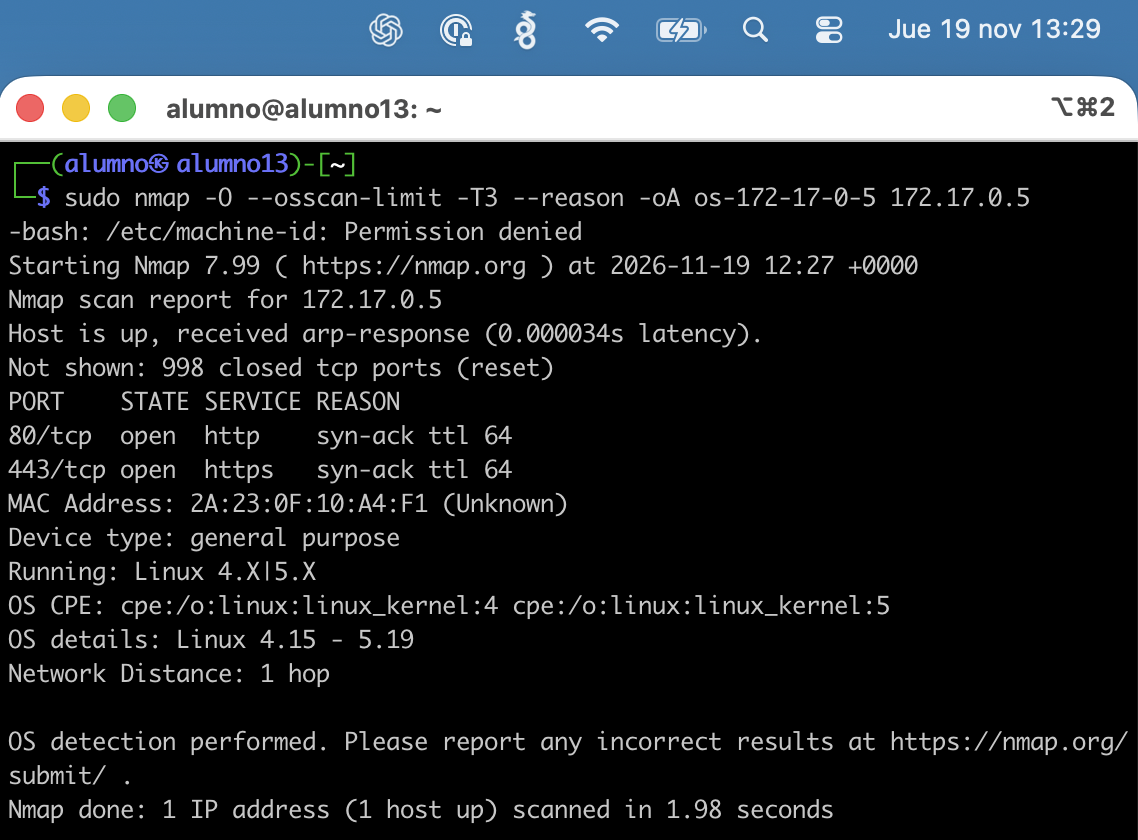 Jue 19 nov 13:29
alumno@alumno13: ~ ⌥⌘2
┌──(alumno㉿ alumno13)-[~]
└─$ sudo nmap -O --osscan-limit -T3 --reason -oA os-172-17-0-5 172.17.0.5
-bash: /etc/machine-id: Permission denied
Starting Nmap 7.99 ( https://nmap.org ) at 2026-11-19 12:27 +0000
Nmap scan report for 172.17.0.5
Host is up, received arp-response (0.000034s latency).
Not shown: 998 closed tcp ports (reset)
PORT    STATE SERVICE REASON
80/tcp  open  http    syn-ack ttl 64
443/tcp open  https   syn-ack ttl 64
MAC Address: 2A:23:0F:10:A4:F1 (Unknown)
Device type: general purpose
Running: Linux 4.X|5.X
OS CPE: cpe:/o:linux:linux_kernel:4 cpe:/o:linux:linux_kernel:5
OS details: Linux 4.15 - 5.19
Network Distance: 1 hop
OS detection performed. Please report any incorrect results at https://nmap.org/
submit/ .
Nmap done: 1 IP address (1 host up) scanned in 1.98 seconds